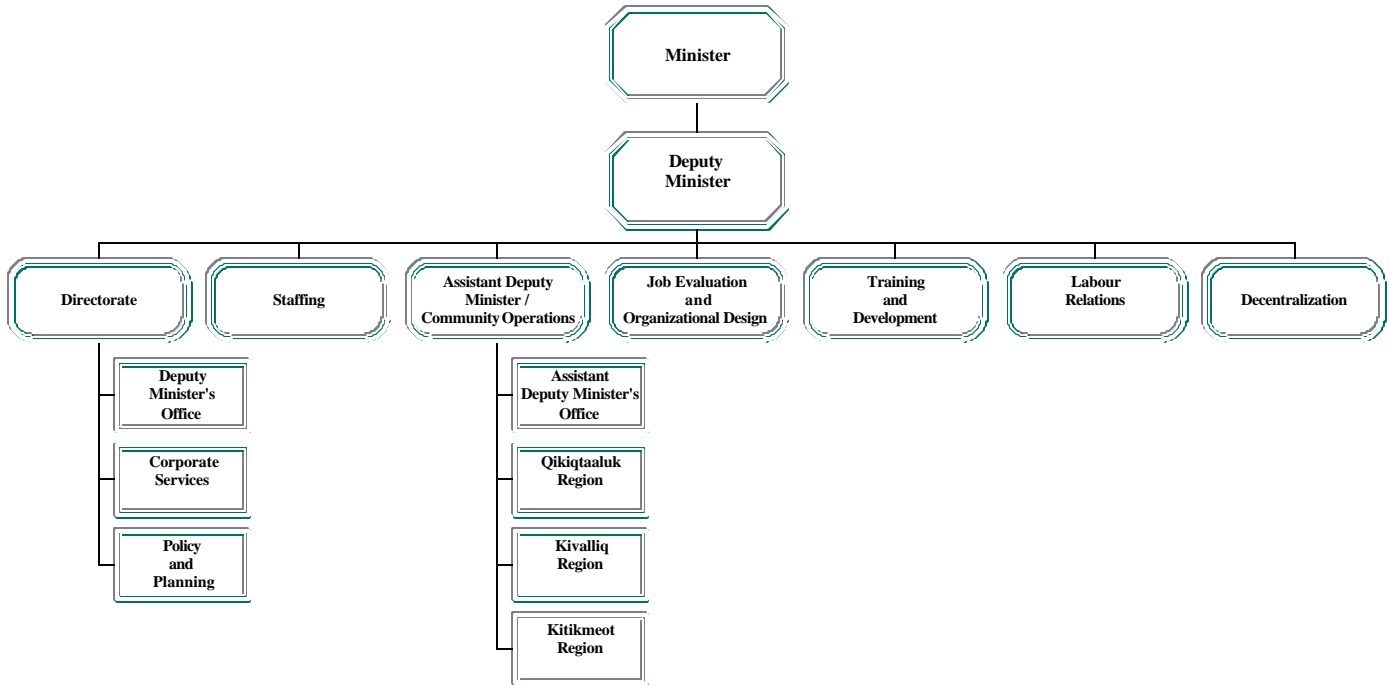 Minister
Deputy
Minister
Directorate
Staffing
Assistant Deputy
Minister /
Community Operations
Job Evaluation
and
Organizational Design
Training
and
Development
Labour
Relations
Decentralization
Deputy
Minister's
Office
Corporate
Services
Policy
and
Planning
Assistant
Deputy Minister's
Office
Qikiqtaaluk
Region
Kivalliq
Region
Kitikmeot
Region